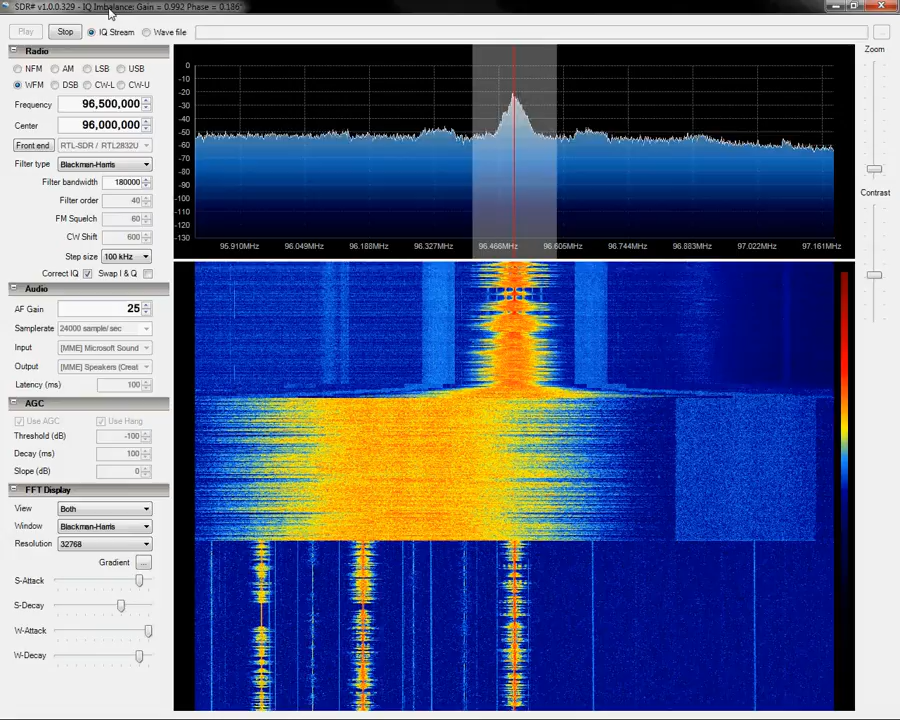 SDR# v1.0.0.329 - IQ Imbalance: Gain = 0.992 Phase = 0.186°
Play Stop IQ Stream Wave file ...
Radio
NFM AM LSB USB
WFM DSB CW-L CW-U
Frequency 96,500,000
Center 96,000,000
Front end RTL-SDR / RTL2832U
Filter type Blackman-Harris
Filter bandwidth 180000
Filter order 40
FM Squelch 60
CW Shift 600
Step size 100 kHz
Correct IQ Swap I & Q
Audio
AF Gain 25
Samplerate 24000 sample/sec
Input [MME] Microsoft Sound
Output [MME] Speakers (Creat
Latency (ms) 100
AGC
Use AGC Use Hang
Threshold (dB) -100
Decay (ms) 100
Slope (dB) 0
FFT Display
View Both
Window Blackman-Harris
Resolution 32768
Gradient ...
S-Attack
S-Decay
W-Attack
W-Decay
0
-10
-20
-30
-40
-50
-60
-70
-80
-90
-100
-110
-120
-130
95.910MHz 96.049MHz 96.188MHz 96.327MHz 96.466MHz 96.605MHz 96.744MHz 96.883MHz 97.022MHz 97.161MHz
Zoom
Contrast